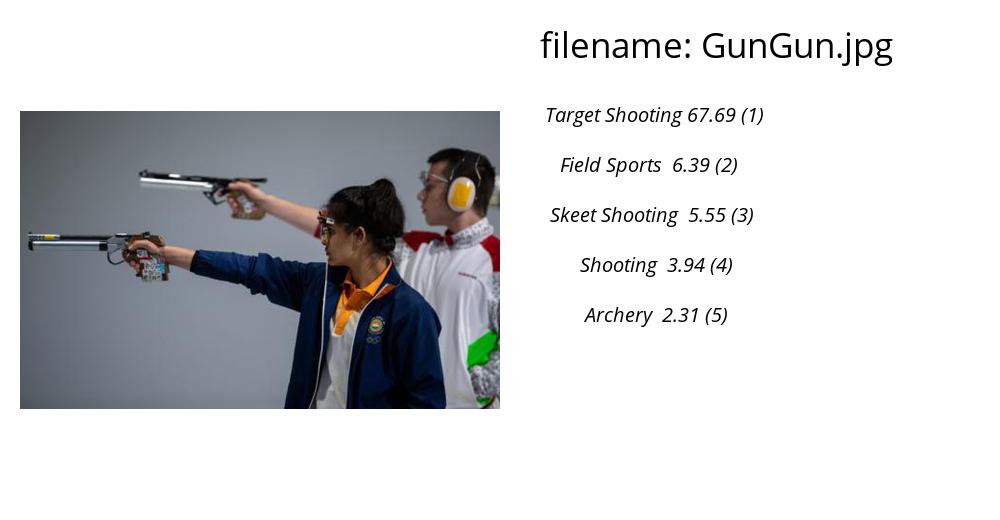 filename: GunGun.jpg
Target Shooting 67.69 (1)
Field Sports 6.39 (2)
Skeet Shooting 5.55 (3)
Shooting 3.94 (4)
Archery 2.31 (5)